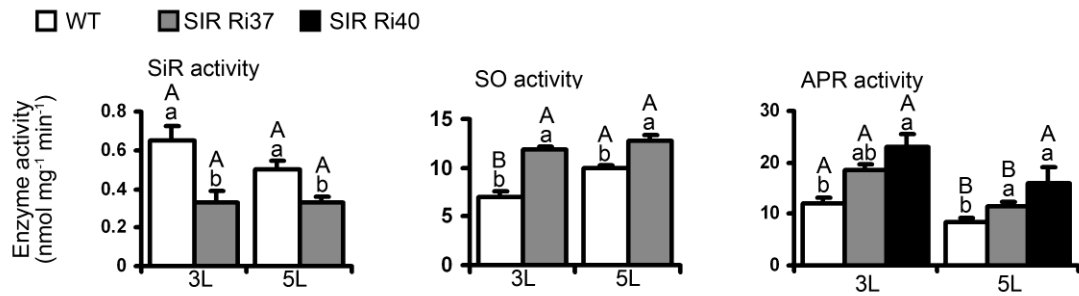 WT SIR Ri37 SIR Ri40
SiR activity
SO activity
APR activity
Enzyme activity
(nmol mg⁻¹ min⁻¹)
0.8
0.6
0.4
0.2
0
A
a
A
b
A
a
A
b
3L 5L
15
10
5
0
B
b
A
a
A
b
A
a
3L 5L
30
20
10
0
A
b
A
ab
A
a
B
b
B
a
A
a
3L 5L